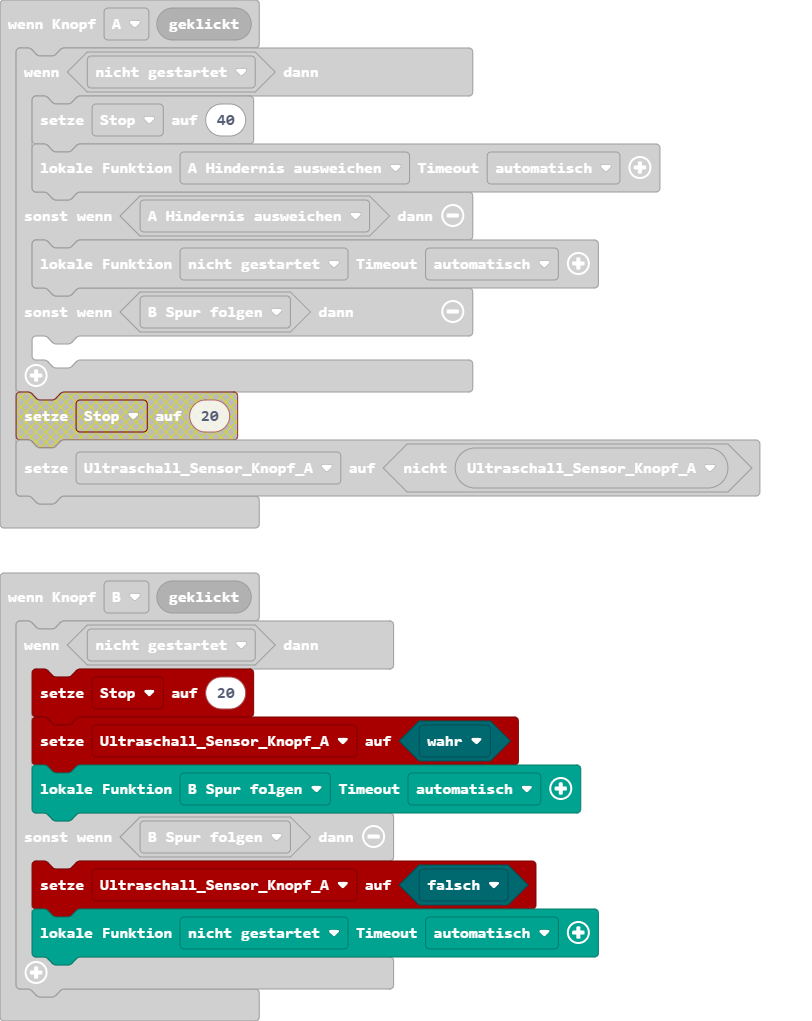 wenn Knopf A geklickt
wenn nicht gestartet dann
setze Stop auf 40
lokale Funktion A Hindernis ausweichen Timeout automatisch
sonst wenn A Hindernis ausweichen dann
lokale Funktion nicht gestartet Timeout automatisch
sonst wenn B Spur folgen dann
setze Stop auf 20
setze Ultraschall_Sensor_Knopf_A auf nicht Ultraschall_Sensor_Knopf_A
wenn Knopf B geklickt
wenn nicht gestartet dann
setze Stop auf 20
setze Ultraschall_Sensor_Knopf_A auf wahr
lokale Funktion B Spur folgen Timeout automatisch
sonst wenn B Spur folgen dann
setze Ultraschall_Sensor_Knopf_A auf falsch
lokale Funktion nicht gestartet Timeout automatisch